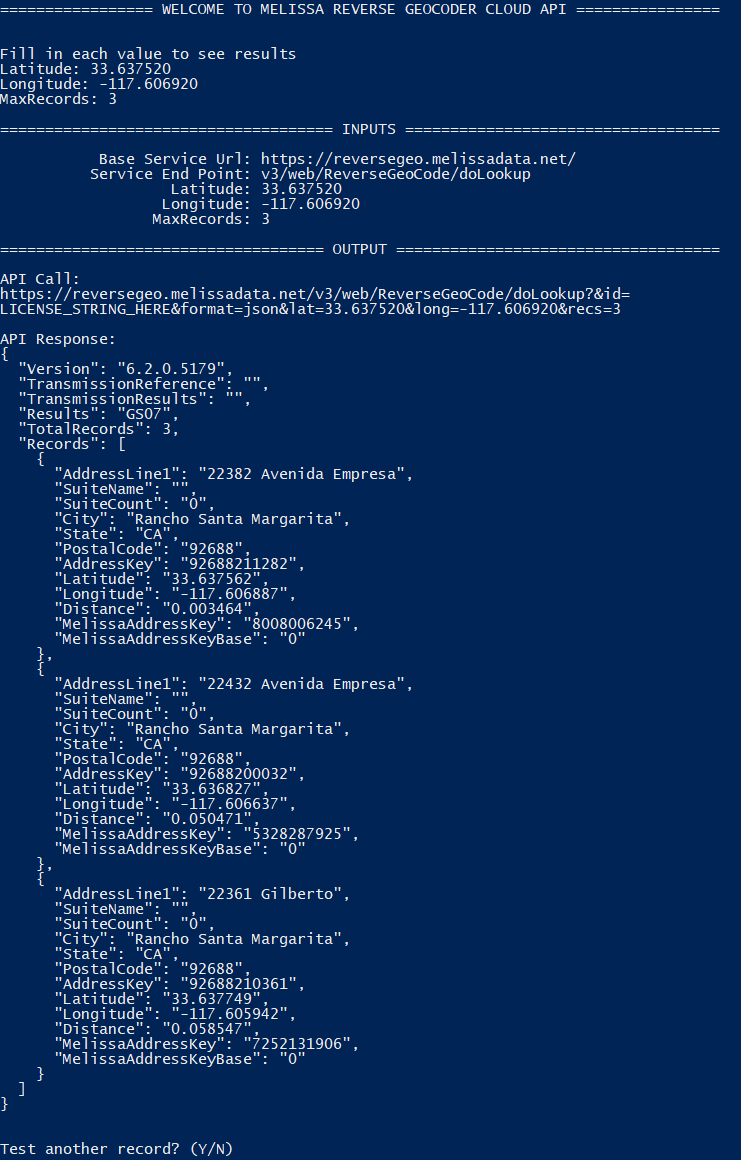 ================= WELCOME TO MELISSA REVERSE GEOCODER CLOUD API ================
Fill in each value to see results
Latitude: 33.637520
Longitude: -117.606920
MaxRecords: 3
===================================== INPUTS ===================================
Base Service Url: https://reversegeo.melissadata.net/
Service End Point: v3/web/ReverseGeoCode/doLookup
Latitude: 33.637520
Longitude: -117.606920
MaxRecords: 3
==================================== OUTPUT ====================================
API Call:
https://reversegeo.melissadata.net/v3/web/ReverseGeoCode/doLookup?&id=
LICENSE_STRING_HERE&format=json&lat=33.637520&long=-117.606920&recs=3
API Response:
{
  "Version": "6.2.0.5179",
  "TransmissionReference": "",
  "TransmissionResults": "",
  "Results": "GS07",
  "TotalRecords": 3,
  "Records": [
    {
      "AddressLine1": "22382 Avenida Empresa",
      "SuiteName": "",
      "SuiteCount": "0",
      "City": "Rancho Santa Margarita",
      "State": "CA",
      "PostalCode": "92688",
      "AddressKey": "92688211282",
      "Latitude": "33.637562",
      "Longitude": "-117.606887",
      "Distance": "0.003464",
      "MelissaAddressKey": "8008006245",
      "MelissaAddressKeyBase": "0"
    },
    {
      "AddressLine1": "22432 Avenida Empresa",
      "SuiteName": "",
      "SuiteCount": "0",
      "City": "Rancho Santa Margarita",
      "State": "CA",
      "PostalCode": "92688",
      "AddressKey": "92688200032",
      "Latitude": "33.636827",
      "Longitude": "-117.606637",
      "Distance": "0.050471",
      "MelissaAddressKey": "5328287925",
      "MelissaAddressKeyBase": "0"
    },
    {
      "AddressLine1": "22361 Gilberto",
      "SuiteName": "",
      "SuiteCount": "0",
      "City": "Rancho Santa Margarita",
      "State": "CA",
      "PostalCode": "92688",
      "AddressKey": "92688210361",
      "Latitude": "33.637749",
      "Longitude": "-117.605942",
      "Distance": "0.058547",
      "MelissaAddressKey": "7252131906",
      "MelissaAddressKeyBase": "0"
    }
  ]
}
Test another record? (Y/N)